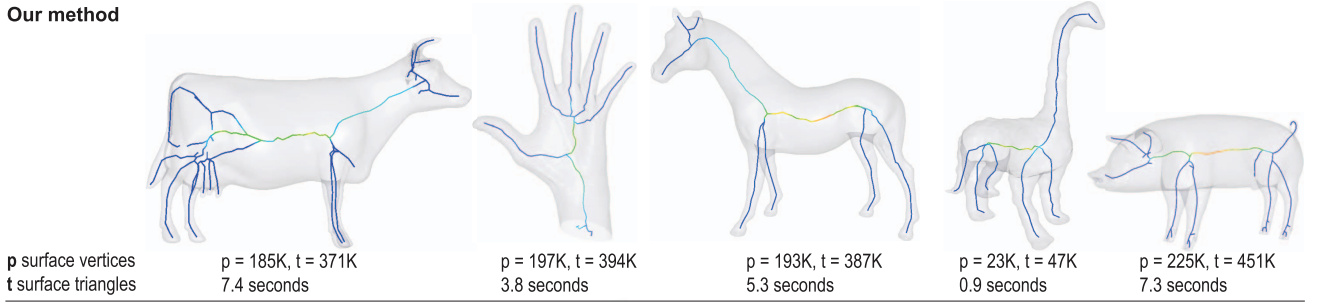 Our method
p surface vertices p = 185K, t = 371K p = 197K, t = 394K p = 193K, t = 387K p = 23K, t = 47K p = 225K, t = 451K
t surface triangles 7.4 seconds 3.8 seconds 5.3 seconds 0.9 seconds 7.3 seconds